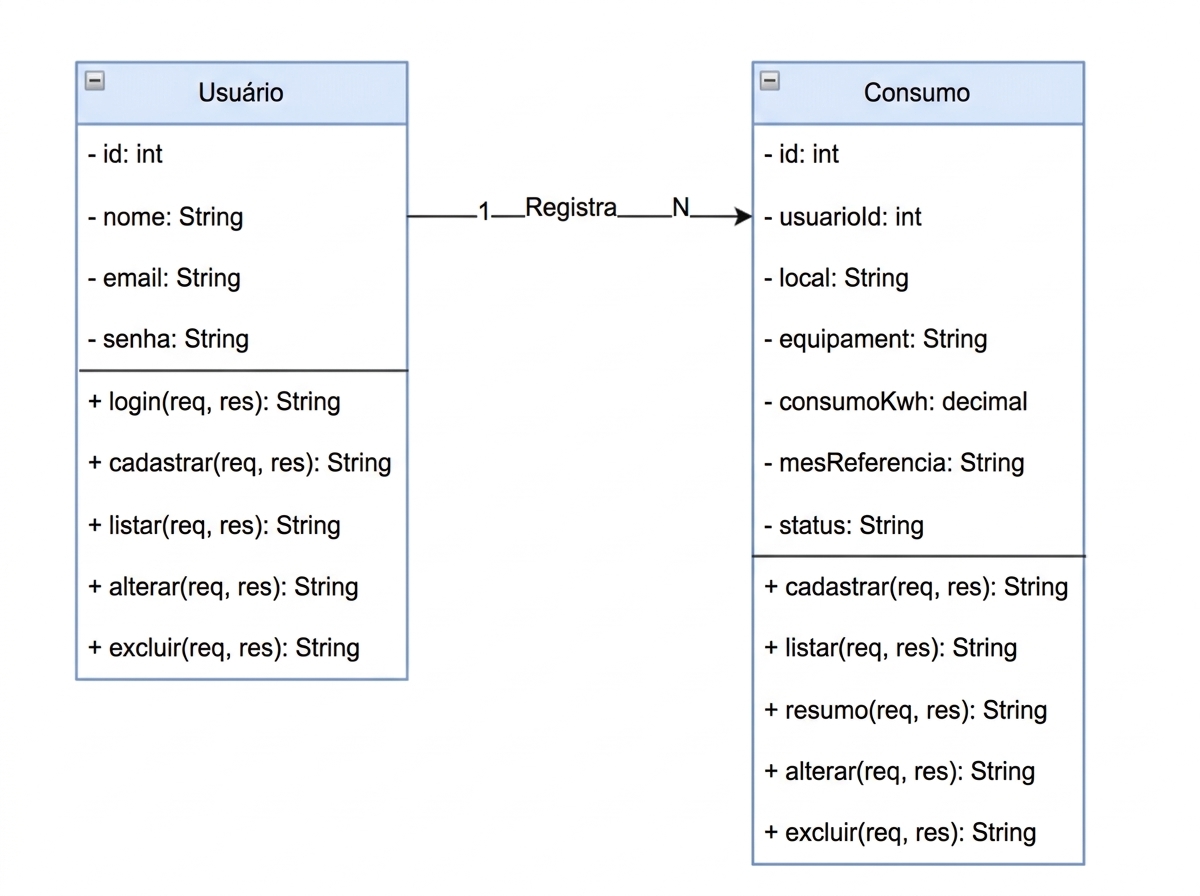 Usuário
- id: int
- nome: String
- email: String
- senha: String
+ login(req, res): String
+ cadastrar(req, res): String
+ listar(req, res): String
+ alterar(req, res): String
+ excluir(req, res): String
1 Registra N
Consumo
- id: int
- usuarioId: int
- local: String
- equipament: String
- consumoKwh: decimal
- mesReferencia: String
- status: String
+ cadastrar(req, res): String
+ listar(req, res): String
+ resumo(req, res): String
+ alterar(req, res): String
+ excluir(req, res): String